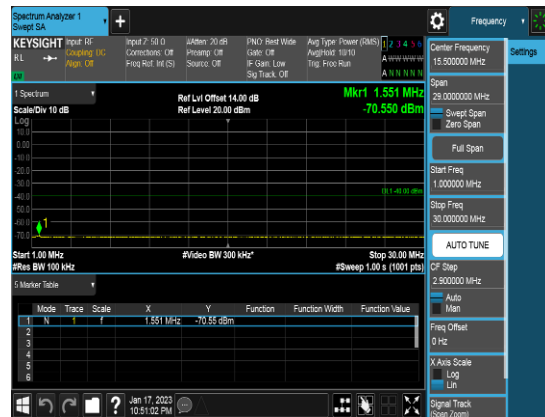 Spectrum Analyzer 1
Swept SA
+
Frequency
KEYSIGHT
RL
Input: RF
Coupling: DC
Align: Off
Input Z: 50 Ω
Corrections: Off
Freq Ref: Int (S)
#Atten: 20 dB
Preamp: Off
Source: Off
PNO: Best Wide
Gate: Off
IF Gain: Low
Sig Track: Off
Avg Type: Power (RMS)
Avg|Hold: 10/10
Trig: Free Run
1 2 3 4 5 6
A W W W W W
A N N N N N
LM
1 Spectrum
Scale/Div 10 dB
Ref Lvl Offset 14.00 dB
Ref Level 20.00 dBm
Mkr1 1.551 MHz
-70.550 dBm
Log
10.0
0.00
-10.0
-20.0
-30.0
-40.0
-50.0
-60.0
-70.0
DL1 -40.00 dBm
1
Start 1.00 MHz
#Res BW 100 kHz
#Video BW 300 kHz*
Stop 30.00 MHz
#Sweep 1.00 s (1001 pts)
5 Marker Table
Mode Trace Scale X Y Function Function Width Function Value
1 N 1 f 1.551 MHz -70.55 dBm
2
3
4
5
6
?
Jan 17, 2023
10:51:02 PM
Settings
Center Frequency
15.500000 MHz
Span
29.0000000 MHz
Swept Span
Zero Span
Full Span
Start Freq
1.000000 MHz
Stop Freq
30.000000 MHz
AUTO TUNE
CF Step
2.900000 MHz
Auto
Man
Freq Offset
0 Hz
X Axis Scale
Log
Lin
Signal Track
(Span Zoom)